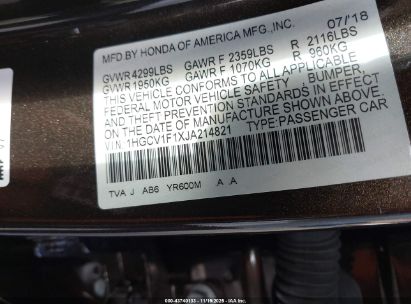 MFD BY HONDA OF AMERICA MFG., INC. 07/18
GVWR 4299LBS GAWR F 2359LBS R 2116LBS
GVWR 1950KG GAWR F 1070KG R 960KG
THIS VEHICLE CONFORMS TO ALL APPLICABLE
FEDERAL MOTOR VEHICLE SAFETY, BUMPER,
AND THEFT PREVENTION STANDARDS IN EFFECT
ON THE DATE OF MANUFACTURE SHOWN ABOVE.
VIN: 1HGCV1F1XJA214821 TYPE:PASSENGER CAR
TVA J AB6 YR600M A .A